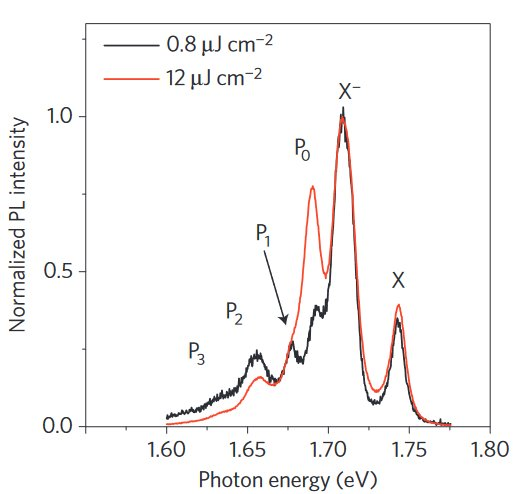 0.8 μJ cm⁻²
12 μJ cm⁻²
X⁻
P₀
P₁
X
P₂
P₃
1.0
0.5
0.0
Normalized PL intensity
1.60 1.65 1.70 1.75 1.80
Photon energy (eV)